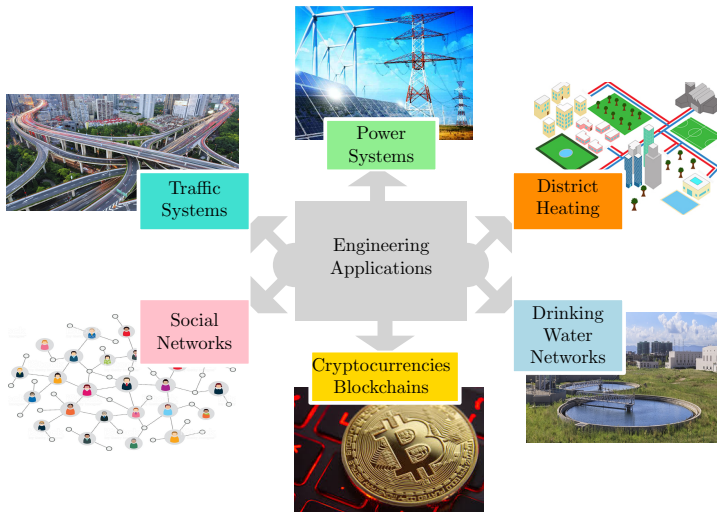 Power
Systems
Traffic
Systems
District
Heating
Engineering
Applications
Social
Networks
Drinking
Water
Networks
Cryptocurrencies
Blockchains